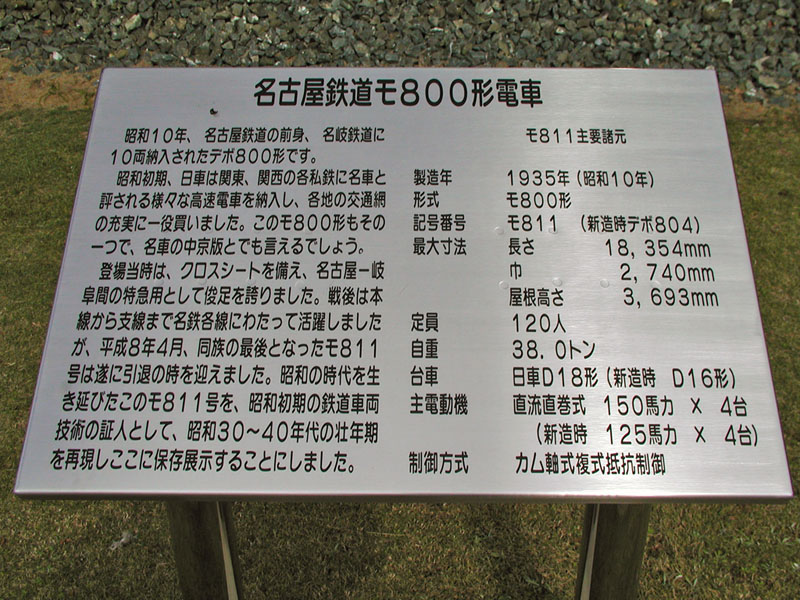 名古屋鉄道モ800形電車
昭和10年、名古屋鉄道の前身、名岐鉄道に
10両納入されたデボ800形です。
昭和初期、日車は関東、関西の各私鉄に名車と
評される様々な高速電車を納入し、各地の交通網
の充実に一役買いました。このモ800形もその
一つで、名車の中京版とでも言えるでしょう。
登場当時は、クロスシートを備え、名古屋－岐
阜間の特急用として俊足を誇りました。戦後は本
線から支線まで名鉄各線にわたって活躍しました
が、平成8年4月、同族の最後となったモ811
号は遂に引退の時を迎えました。昭和の時代を生
き延びたこのモ811号を、昭和初期の鉄道車両
技術の証人として、昭和30～40年代の壮年期
を再現しここに保存展示することにしました。
モ811主要諸元
製造年 1935年（昭和10年）
形式 モ800形
記号番号 モ811 （新造時デボ804）
最大寸法 長さ 18,354mm
巾 2,740mm
屋根高さ 3,693mm
定員 120人
自重 38.0トン
台車 日車D18形（新造時 D16形）
主電動機 直流直巻式 150馬力 × 4台
（新造時 125馬力 × 4台）
制御方式 カム軸式複式抵抗制御